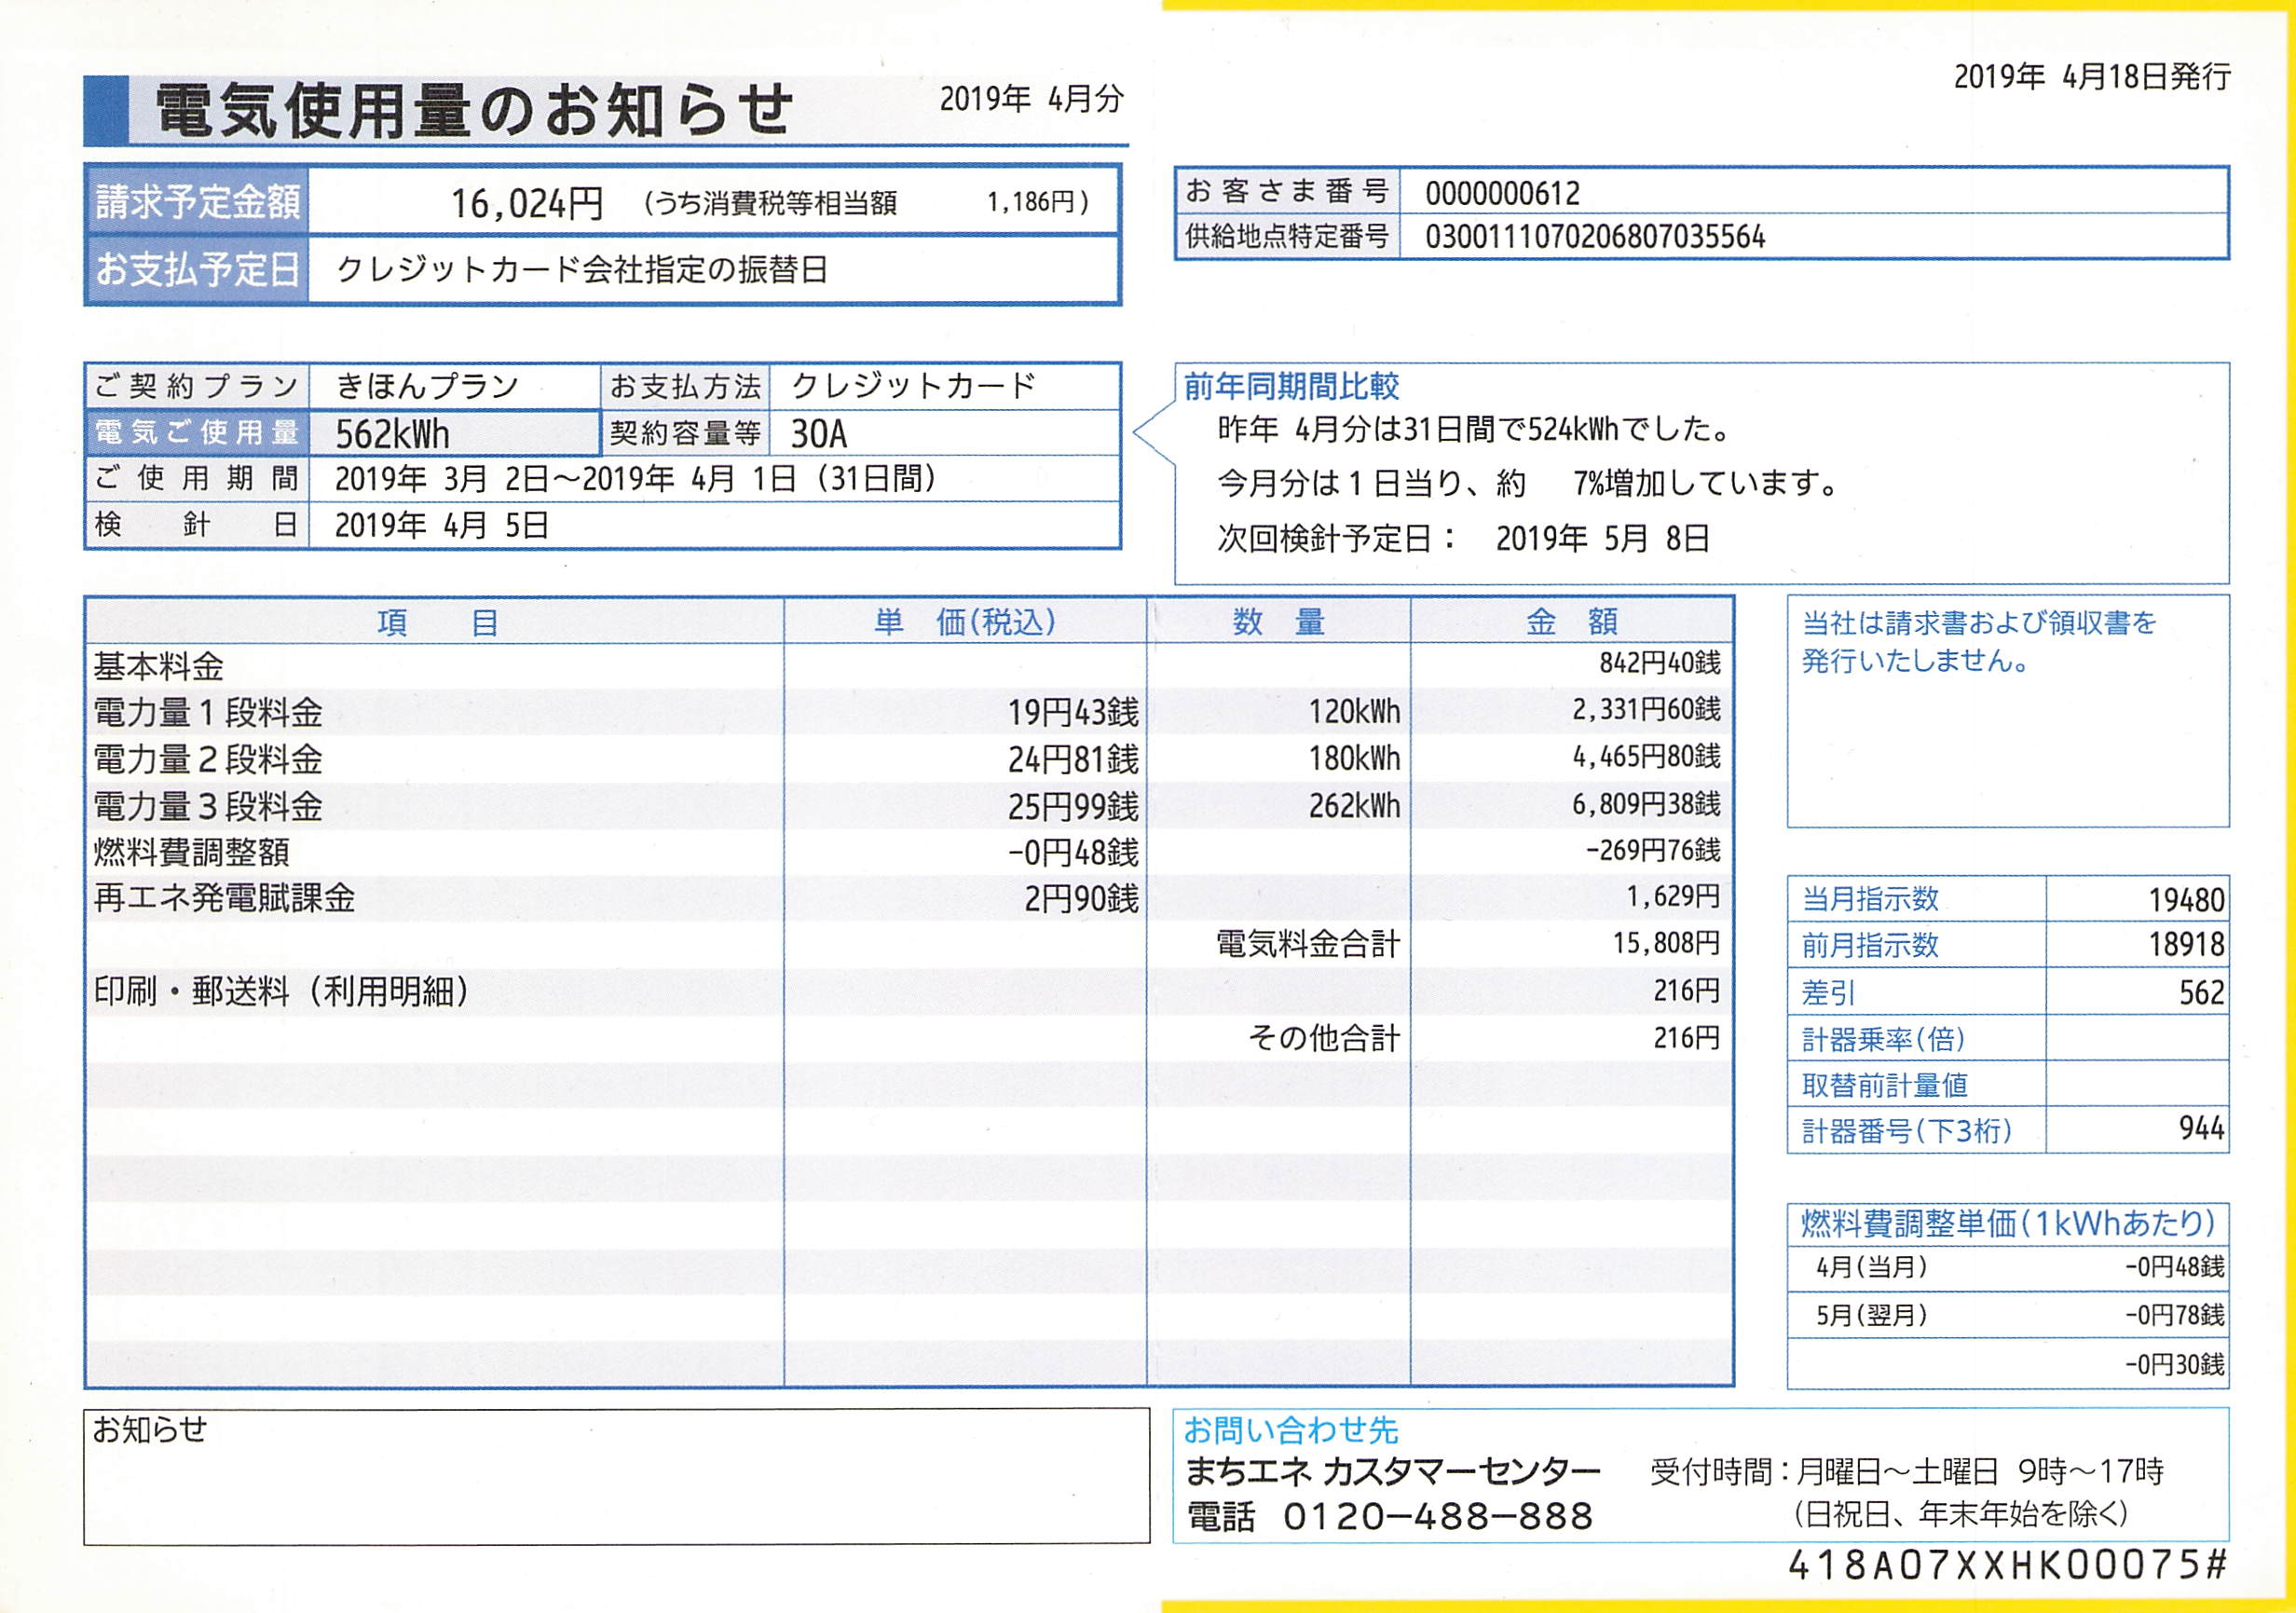 電気使用量のお知らせ 2019年 4月分
2019年 4月18日発行
請求予定金額 16,024円 (うち消費税等相当額 1,186円)
お支払予定日 クレジットカード会社指定の振替日
お客さま番号 0000000612
供給地点特定番号 0300111070206807035564
ご契約プラン きほんプラン お支払方法 クレジットカード
電気ご使用量 562kWh 契約容量等 30A
ご使用期間 2019年 3月 2日～2019年 4月 1日（31日間）
検針日 2019年 4月 5日
前年同期間比較
昨年 4月分は31日間で524kWhでした。
今月分は１日当り、約 7%増加しています。
次回検針予定日： 2019年 5月 8日
項目 単価(税込) 数量 金額
基本料金 842円40銭
電力量１段料金 19円43銭 120kWh 2,331円60銭
電力量２段料金 24円81銭 180kWh 4,465円80銭
電力量３段料金 25円99銭 262kWh 6,809円38銭
燃料費調整額 -0円48銭 -269円76銭
再エネ発電賦課金 2円90銭 1,629円
電気料金合計 15,808円
印刷・郵送料（利用明細） 216円
その他合計 216円
当社は請求書および領収書を
発行いたしません。
当月指示数 19480
前月指示数 18918
差引 562
計器乗率(倍)
取替前計量値
計器番号(下3桁) 944
燃料費調整単価(1kWhあたり)
4月(当月) -0円48銭
5月(翌月) -0円78銭
-0円30銭
お知らせ
お問い合わせ先
まちエネ カスタマーセンター 受付時間：月曜日～土曜日 9時～17時
電話 0120－488－888 (日祝日、年末年始を除く)
418A07XXHK00075#